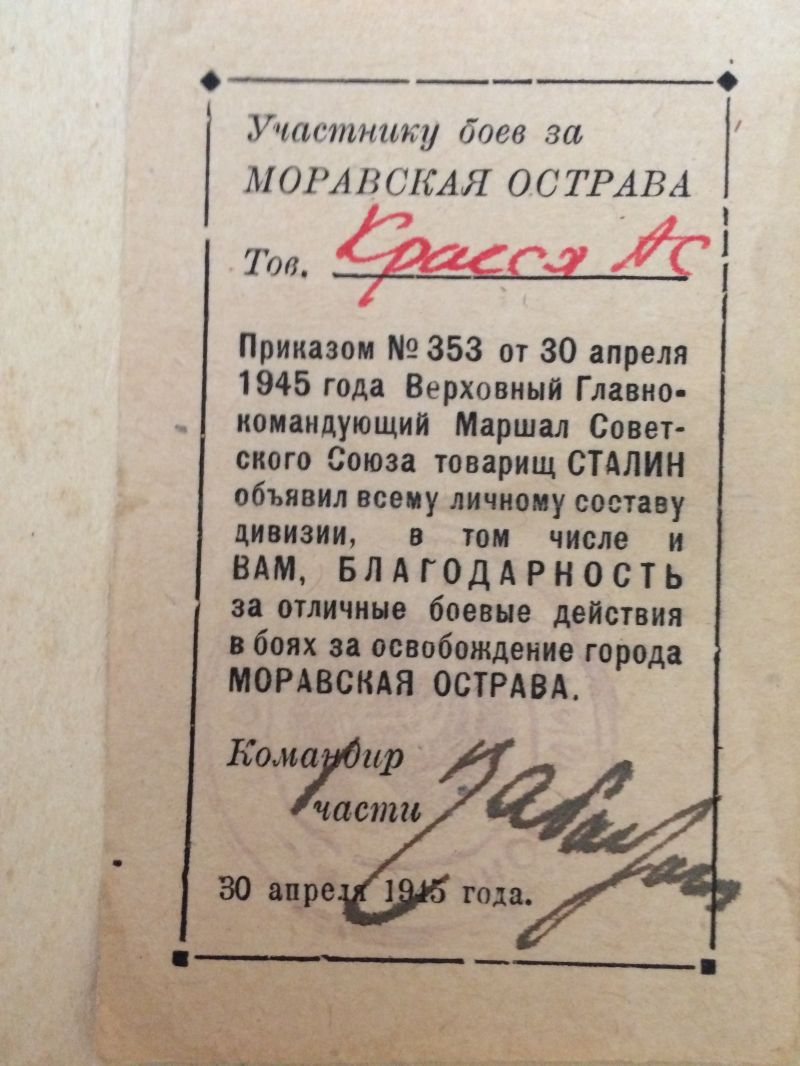 Участнику боев за
МОРАВСКАЯ ОСТРАВА
Тов. Красся АС
Приказом № 353 от 30 апреля
1945 года Верховный Главно-
командующий Маршал Совет-
ского Союза товарищ СТАЛИН
объявил всему личному составу
дивизии, в том числе и
ВАМ, БЛАГОДАРНОСТЬ
за отличные боевые действия
в боях за освобождение города
МОРАВСКАЯ ОСТРАВА.
Командир
части
30 апреля 1945 года.